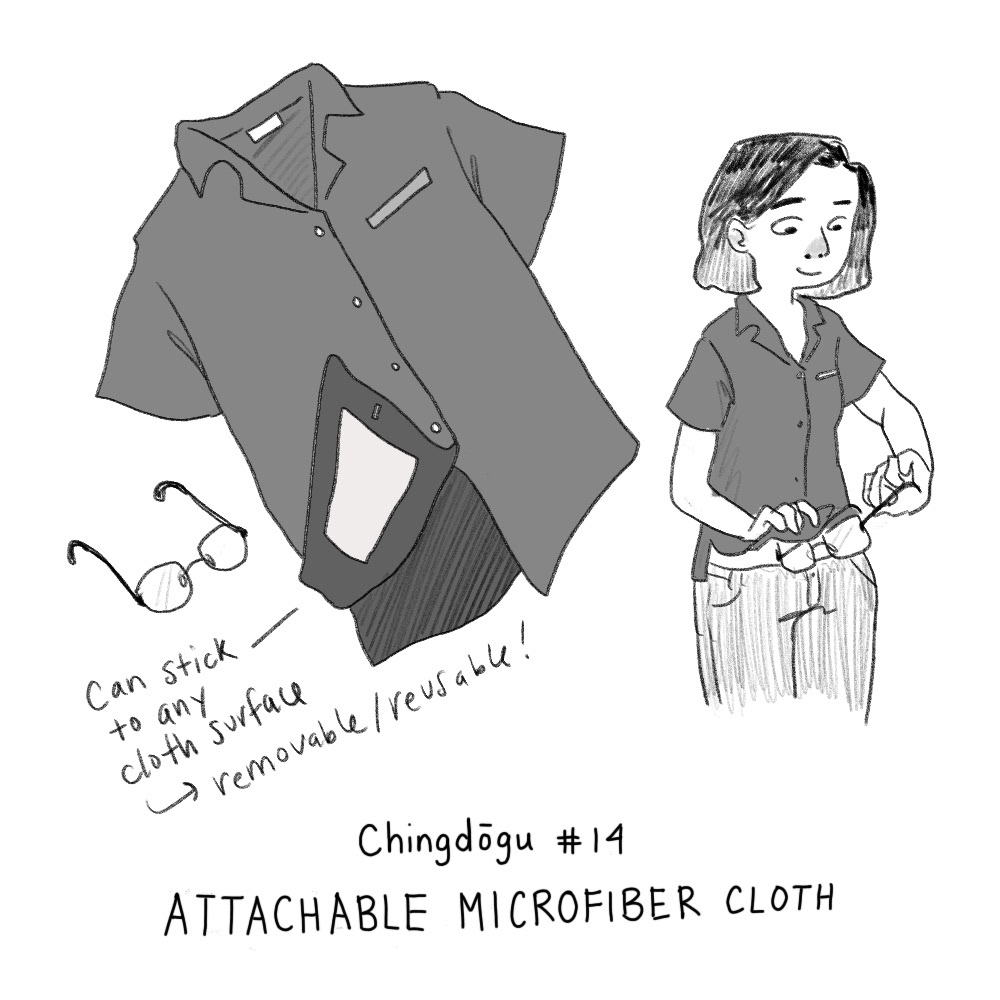 Can stick
to any
cloth surface
→ removable/reusable!
Chingdōgu #14
ATTACHABLE MICROFIBER CLOTH